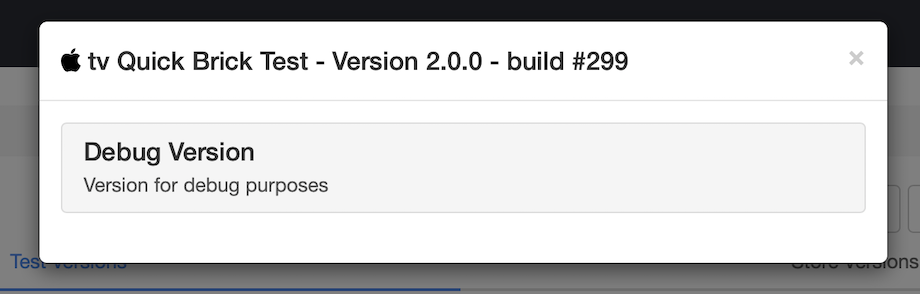 tv Quick Brick Test - Version 2.0.0 - build #299
×
Debug Version
Version for debug purposes
Test Versions
Store Versions